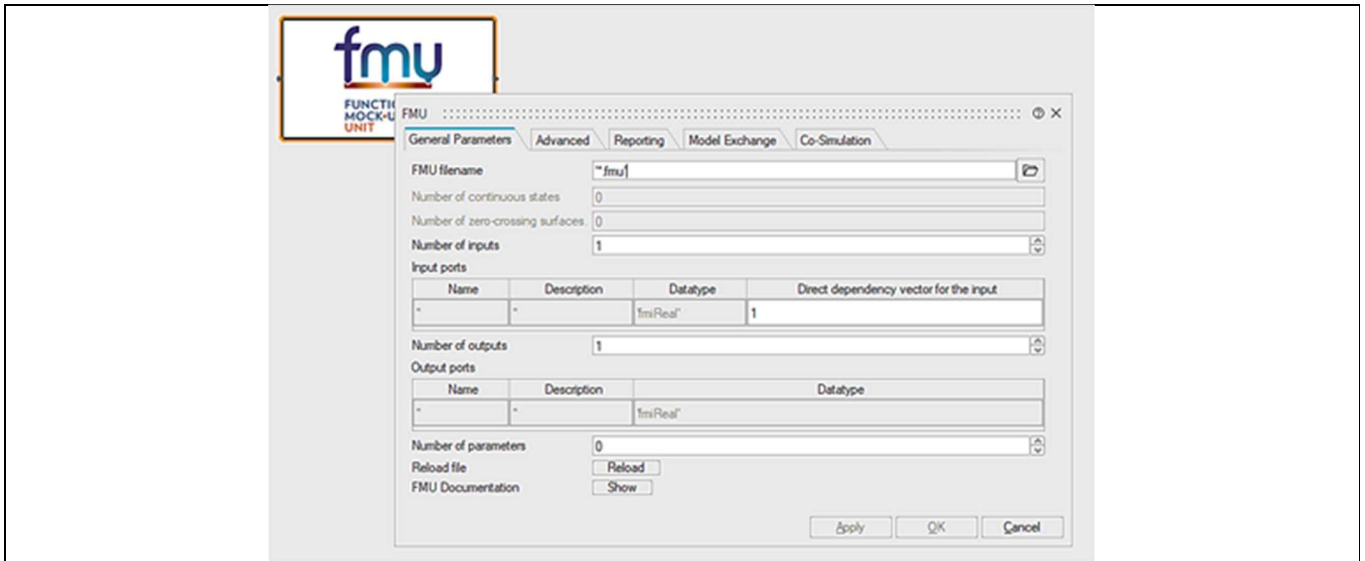 fmu
FUNCTI
MOCK-U
UNIT
FMU
General Parameters Advanced Reporting Model Exchange Co-Simulation
FMU filename "*.fmu"
Number of continuous states 0
Number of zero-crossing surfaces. 0
Number of inputs 1
Input ports
Name Description Datatype Direct dependency vector for the input
" " 'fmiReal" 1
Number of outputs 1
Output ports
Name Description Datatype
" " 'fmiReal"
Number of parameters 0
Reload file Reload
FMU Documentation Show
Apply OK Cancel